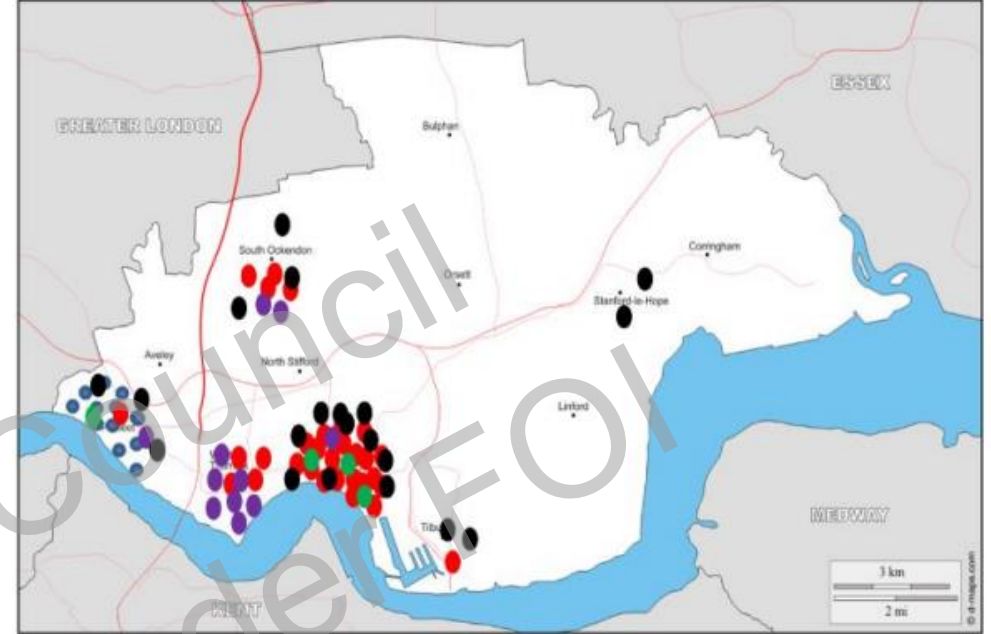 ESSEX
GREATER LONDON
Bulphan
South Ockendon
Corringham
Orsett
Stanford-le-Hope
Aveley
North Stifford
Linford
MEDWAY
KENT
3 km
2 mi
© d-maps.com
Council
der FOI